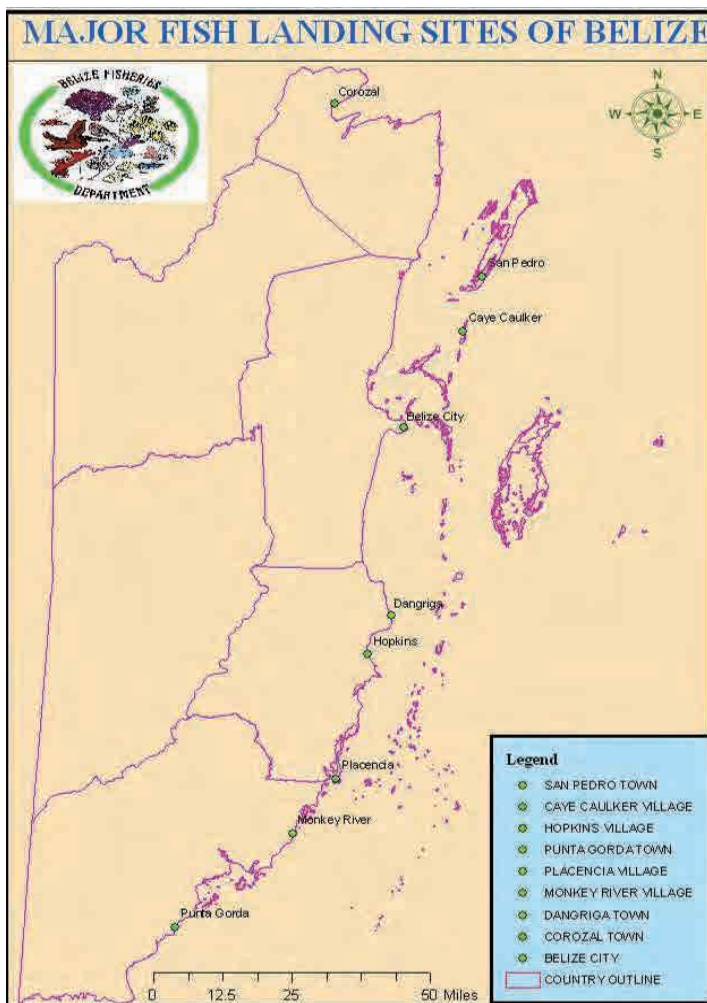 MAJOR FISH LANDING SITES OF BELIZE
BELIZE FISHERIES
DEPARTMENT
N
W E
S
Corozal
San Pedro
Caye Caulker
Belize City
Dangriga
Hopkins
Placencia
Monkey River
Punta Gorda
Legend
SAN PEDRO TOWN
CAYE CAULKER VILLAGE
HOPKINS VILLAGE
PUNTA GORDA TOWN
PLACENCIA VILLAGE
MONKEY RIVER VILLAGE
DANGRIGA TOWN
COROZAL TOWN
BELIZE CITY
COUNTRY OUTLINE
0 12.5 25 50 Miles